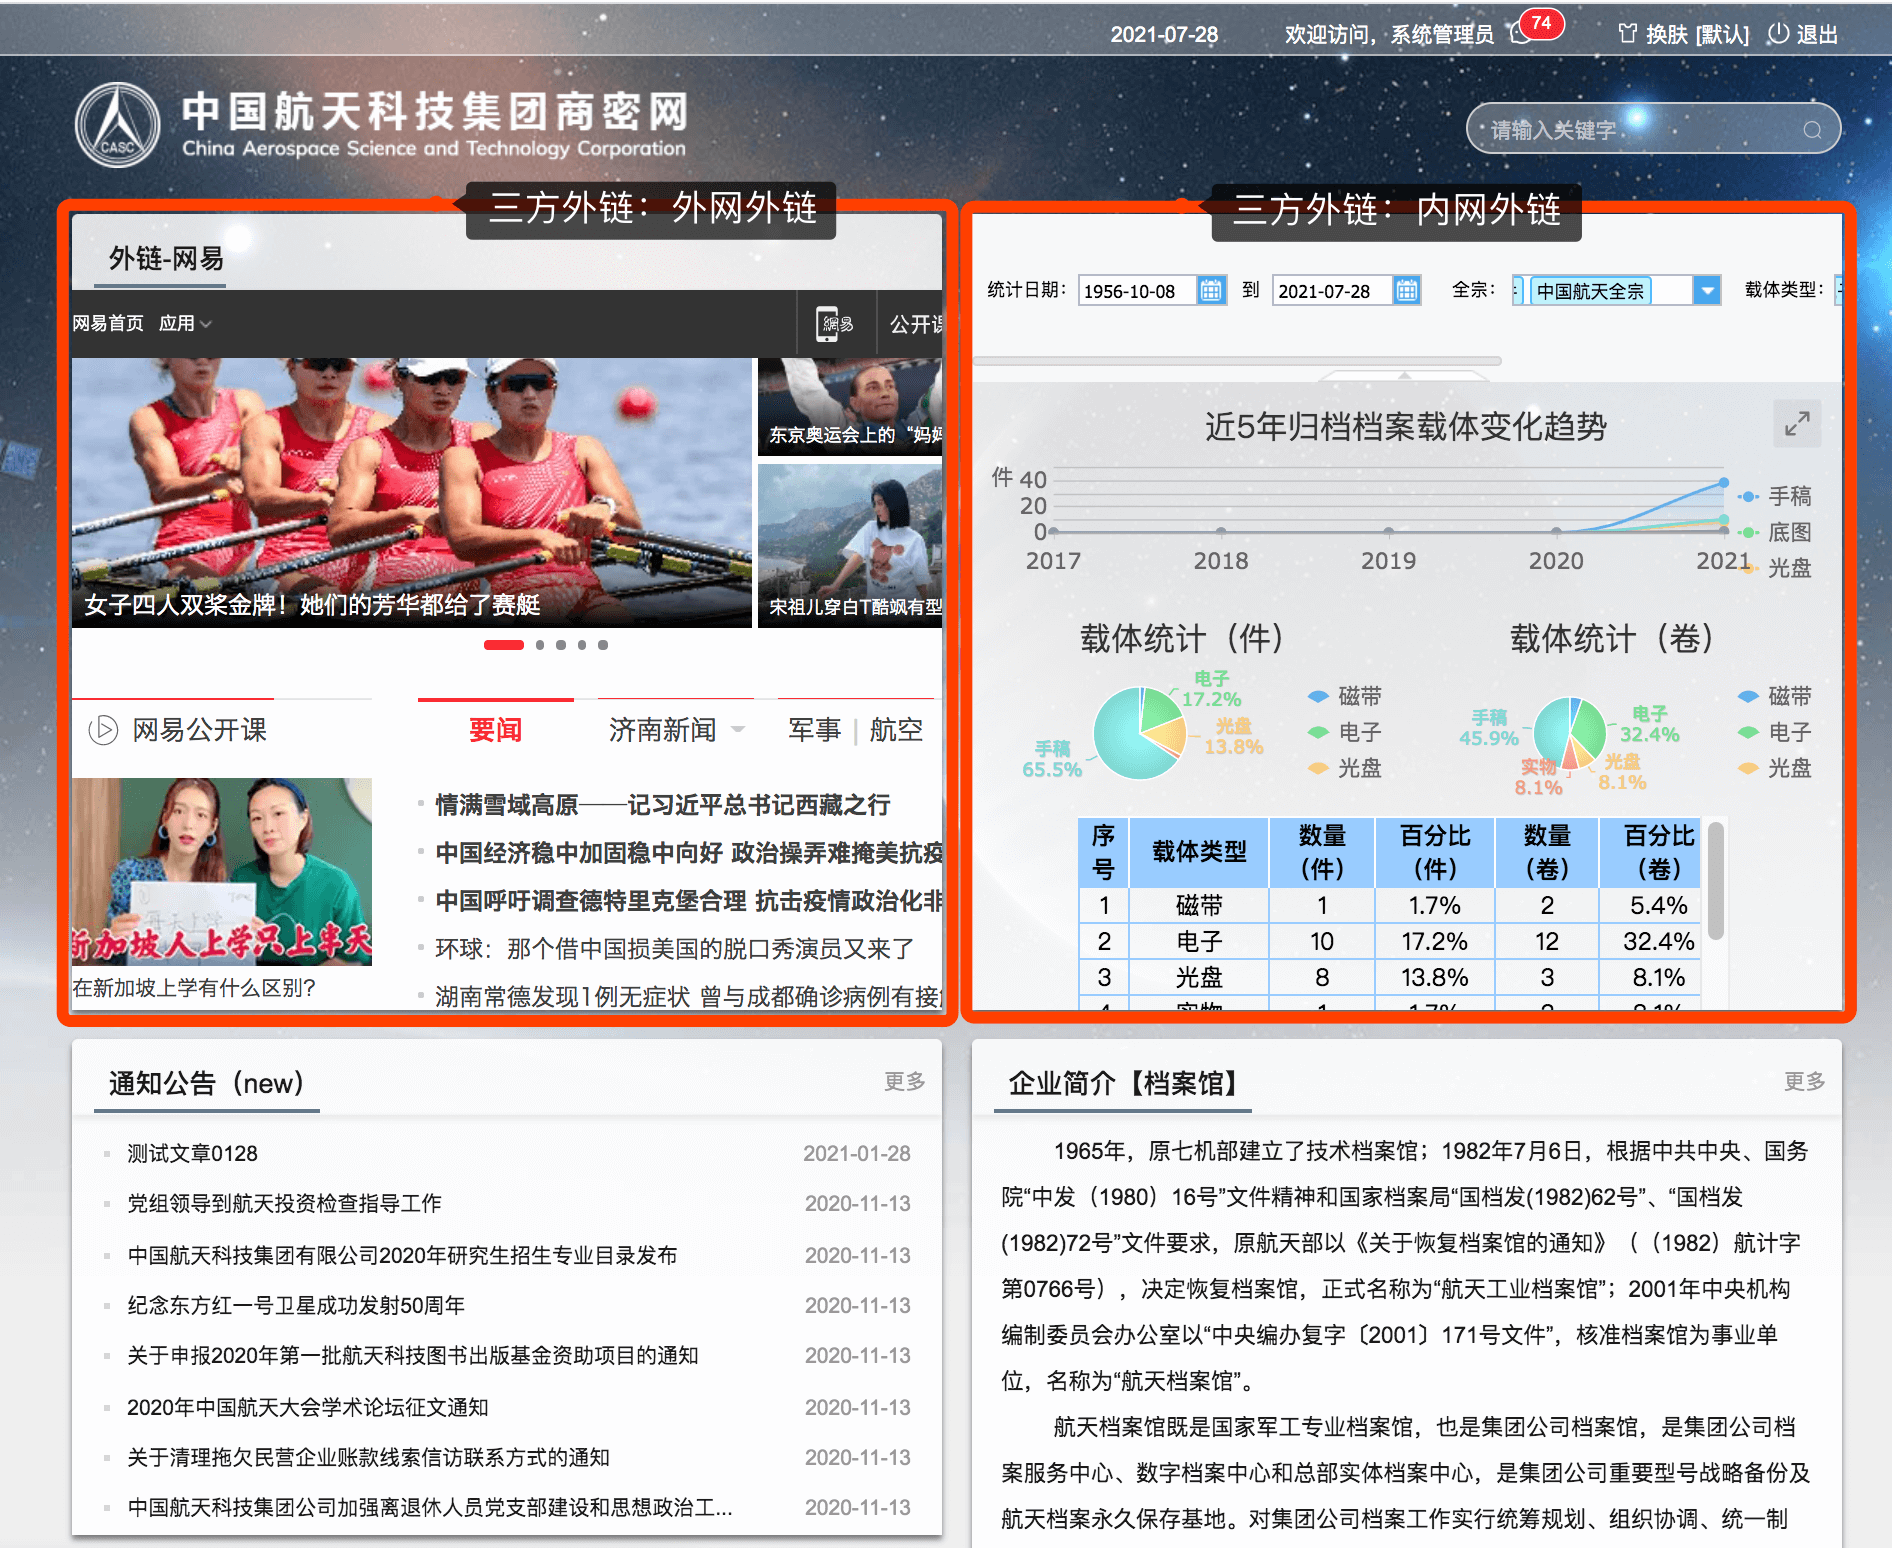 2021-07-28
欢迎访问，系统管理员
74
换肤 [默认]
退出
CASC
中国航天科技集团商密网
China Aerospace Science and Technology Corporation
请输入关键字
三方外链：外网外链
三方外链：内网外链
外链-网易
网易首页 应用
網易
公开课
女子四人双桨金牌！她们的芳华都给了赛艇
东京奥运会上的“妈妈
宋祖儿穿白T酷飒有型
网易公开课
要闻
济南新闻
军事 | 航空
新加坡人上学只上半天
在新加坡上学有什么区别？
情满雪域高原——记习近平总书记西藏之行
中国经济稳中加固稳中向好 政治操弄难掩美抗疫
中国呼吁调查德特里克堡合理 抗击疫情政治化非
环球：那个借中国损美国的脱口秀演员又来了
湖南常德发现1例无症状 曾与成都确诊病例有接触
统计日期： 1956-10-08 到 2021-07-28 全宗： 中国航天全宗 载体类型：
近5年归档档案载体变化趋势
件 40
20
0
2017 2018 2019 2020 2021
手稿
底图
光盘
载体统计（件）
电子
17.2%
光盘
13.8%
手稿
65.5%
磁带
电子
光盘
载体统计（卷）
手稿
45.9%
电子
32.4%
光盘
8.1%
实物
8.1%
磁带
电子
光盘
序号 载体类型 数量（件） 百分比（件） 数量（卷） 百分比（卷）
1 磁带 1 1.7% 2 5.4%
2 电子 10 17.2% 12 32.4%
3 光盘 8 13.8% 3 8.1%
4 实物 1 1.7% 3 8.1%
通知公告（new）
更多
测试文章0128 2021-01-28
党组领导到航天投资检查指导工作 2020-11-13
中国航天科技集团有限公司2020年研究生招生专业目录发布 2020-11-13
纪念东方红一号卫星成功发射50周年 2020-11-13
关于申报2020年第一批航天科技图书出版基金资助项目的通知 2020-11-13
2020年中国航天大会学术论坛征文通知 2020-11-13
关于清理拖欠民营企业账款线索信访联系方式的通知 2020-11-13
中国航天科技集团公司加强离退休人员党支部建设和思想政治工... 2020-11-13
企业简介【档案馆】
更多
1965年，原七机部建立了技术档案馆；1982年7月6日，根据中共中央、国务
院“中发（1980）16号”文件精神和国家档案局“国档发(1982)62号”、“国档发
(1982)72号”文件要求，原航天部以《关于恢复档案馆的通知》（（1982）航计字
第0766号），决定恢复档案馆，正式名称为“航天工业档案馆”；2001年中央机构
编制委员会办公室以“中央编办复字〔2001〕171号文件”，核准档案馆为事业单
位，名称为“航天档案馆”。
航天档案馆既是国家军工专业档案馆，也是集团公司档案馆，是集团公司档
案服务中心、数字档案中心和总部实体档案中心，是集团公司重要型号战略备份及
航天档案永久保存基地。对集团公司档案工作实行统筹规划、组织协调、统一制